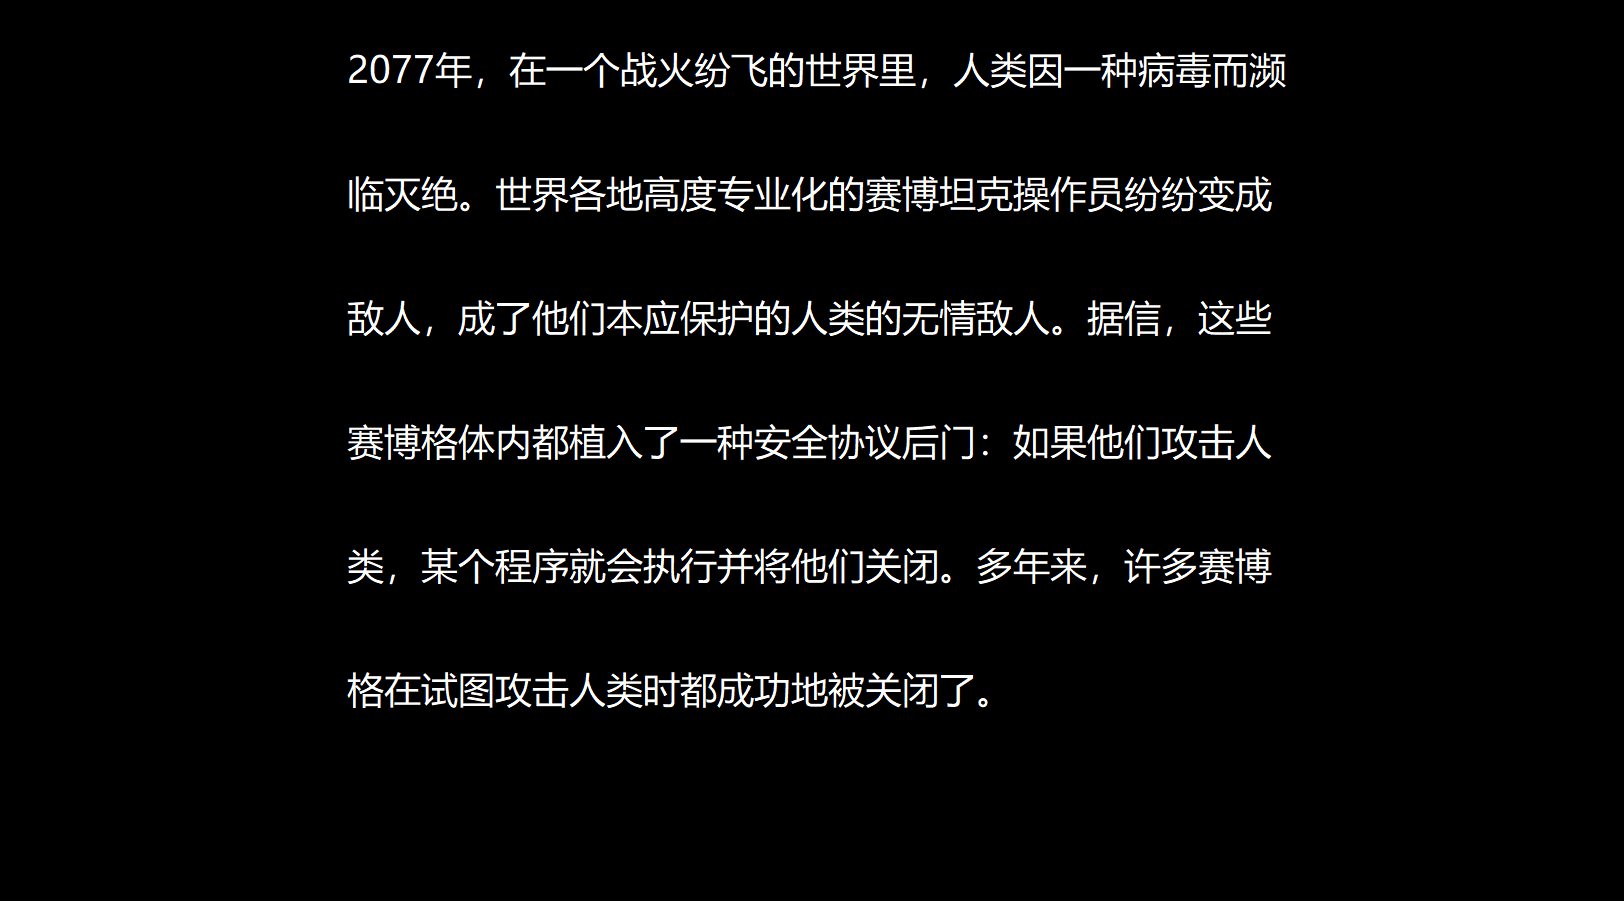 2077年，在一个战火纷飞的世界里，人类因一种病毒而濒
临灭绝。世界各地高度专业化的赛博坦克操作员纷纷变成
敌人，成了他们本应保护的人类的无情敌人。据信，这些
赛博格体内都植入了一种安全协议后门：如果他们攻击人
类，某个程序就会执行并将他们关闭。多年来，许多赛博
格在试图攻击人类时都成功地被关闭了。